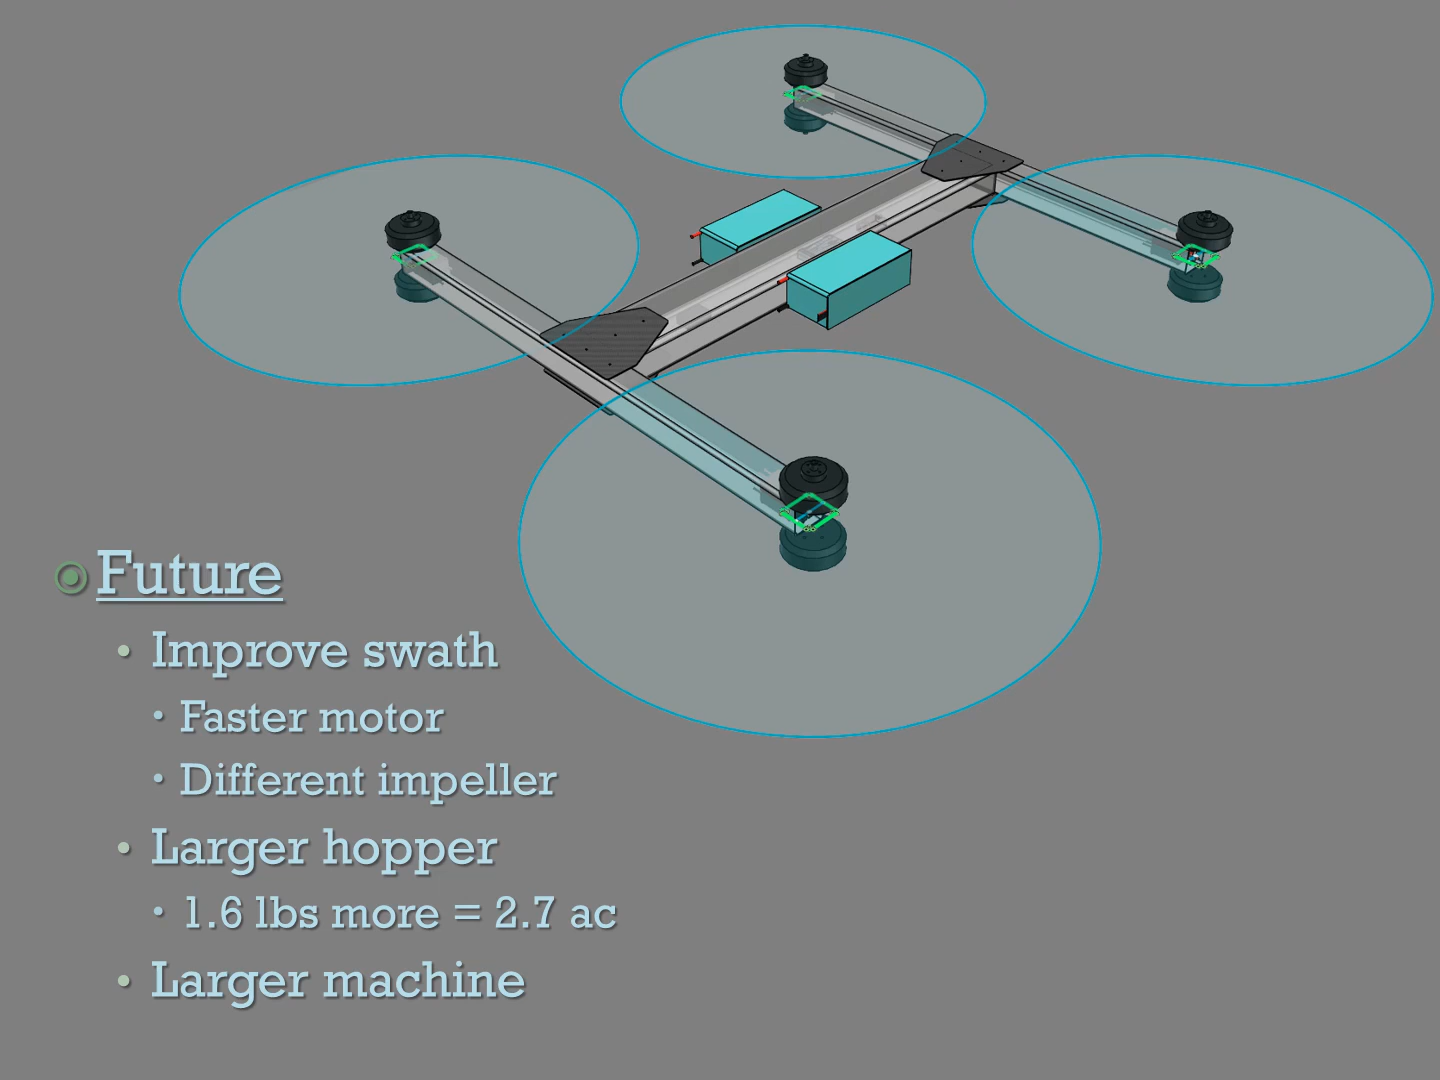 Future
Improve swath
Faster motor
Different impeller
Larger hopper
1.6 lbs more = 2.7 ac
Larger machine